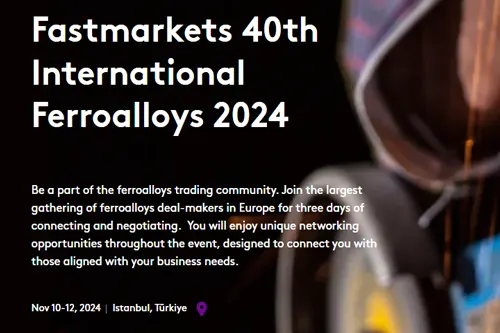 Fastmarkets 40th
International
Ferroalloys 2024
Be a part of the ferroalloys trading community. Join the largest
gathering of ferroalloys deal-makers in Europe for three days of
connecting and negotiating. You will enjoy unique networking
opportunities throughout the event, designed to connect you with
those aligned with your business needs.
Nov 10-12, 2024 | Istanbul, Türkiye